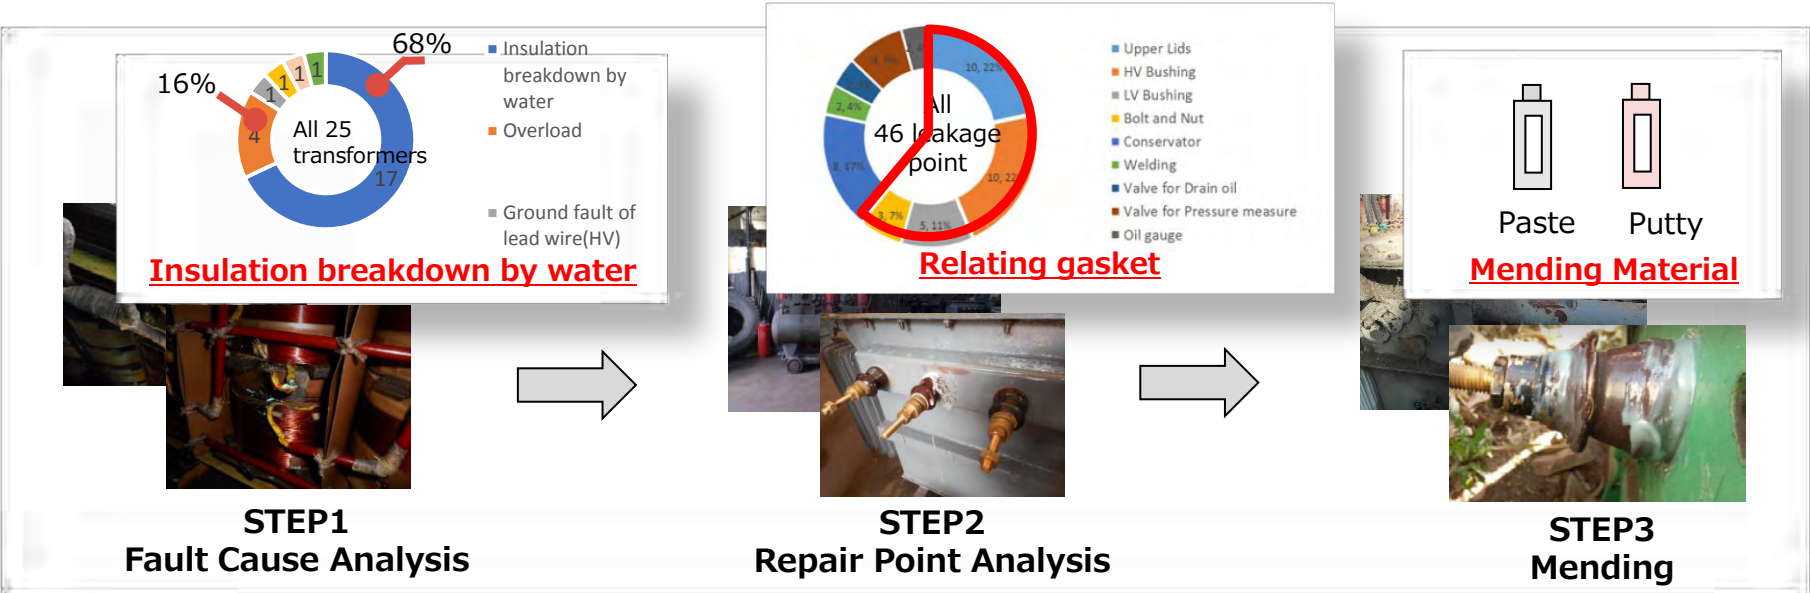 68%
16%
1
1
1
1
4
17
All 25
transformers
Insulation
breakdown by
water
Overload
Ground fault of
lead wire(HV)
Insulation breakdown by water
10, 22%
10, 22%
5, 11%
3, 7%
8, 17%
2, 4%
All
46 leakage
point
Upper Lids
HV Bushing
LV Bushing
Bolt and Nut
Conservator
Welding
Valve for Drain oil
Valve for Pressure measure
Oil gauge
Relating gasket
Paste
Putty
Mending Material
STEP1
Fault Cause Analysis
STEP2
Repair Point Analysis
STEP3
Mending